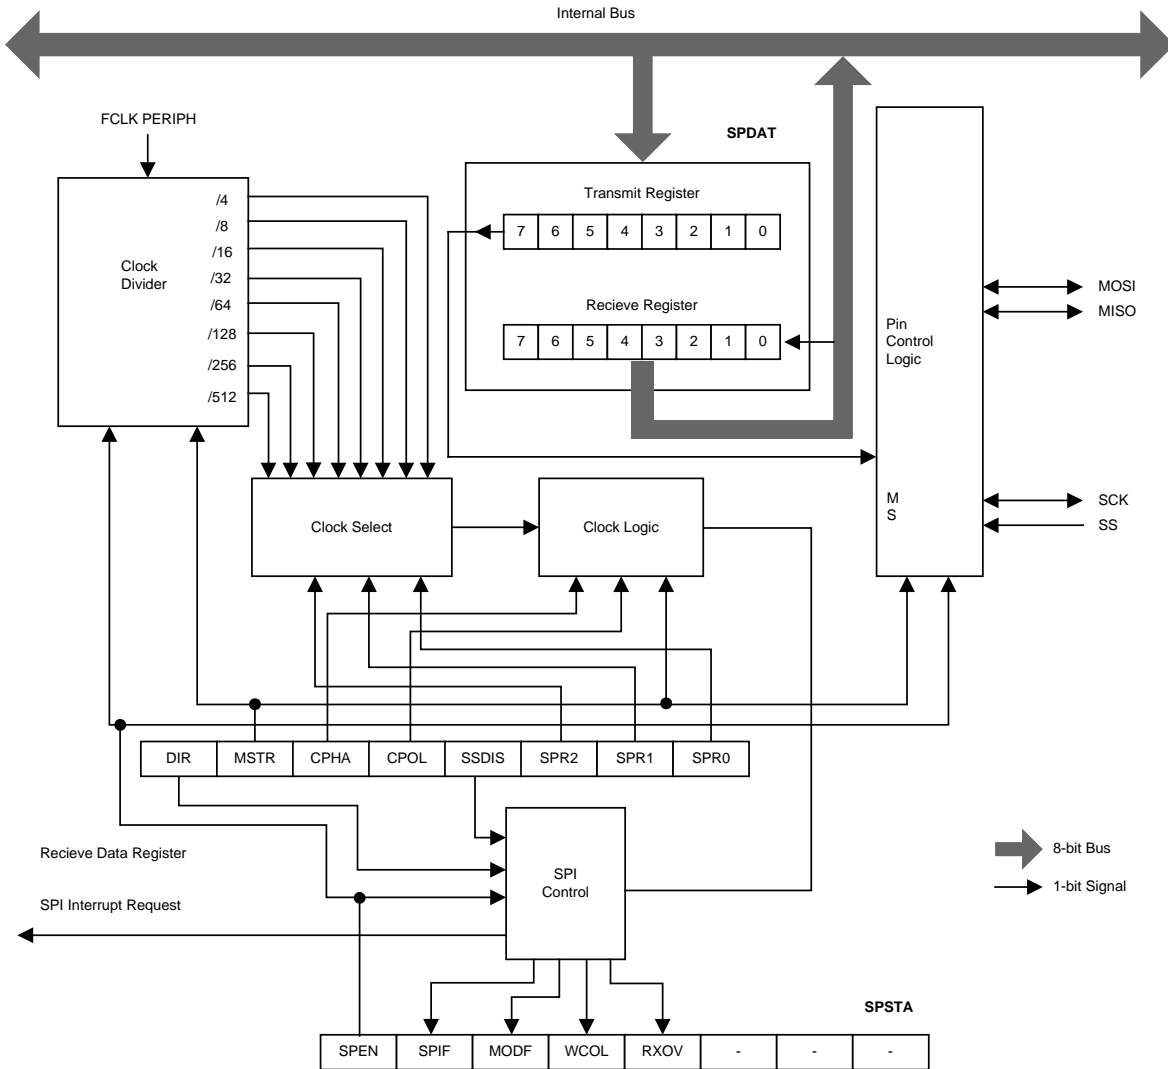 Internal Bus
FCLK PERIPH
SPDAT
Transmit Register
7 6 5 4 3 2 1 0
Recieve Register
7 6 5 4 3 2 1 0
Clock
Divider
/4
/8
/16
/32
/64
/128
/256
/512
Pin
Control
Logic
M
S
MOSI
MISO
SCK
SS
Clock Select
Clock Logic
DIR MSTR CPHA CPOL SSDIS SPR2 SPR1 SPR0
Recieve Data Register
SPI Interrupt Request
SPI
Control
8-bit Bus
1-bit Signal
SPSTA
SPEN SPIF MODF WCOL RXOV - - -